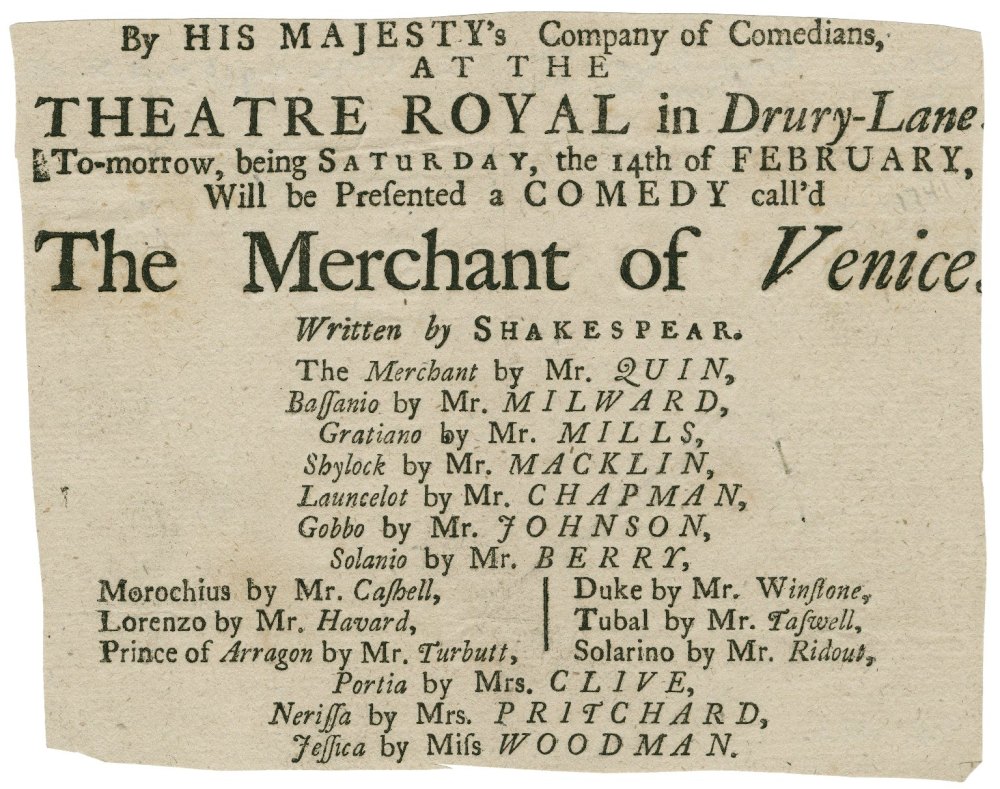 By HIS MAJESTY's Company of Comedians,
AT THE
THEATRE ROYAL in Drury-Lane.
To-morrow, being SATURDAY, the 14th of FEBRUARY,
Will be Preſented a COMEDY call'd
The Merchant of Venice.
Written by SHAKESPEAR.
The Merchant by Mr. QUIN,
Baſſanio by Mr. MILWARD,
Gratiano by Mr. MILLS,
Shylock by Mr. MACKLIN,
Launcelot by Mr. CHAPMAN,
Gobbo by Mr. JOHNSON,
Solanio by Mr. BERRY,
Morochius by Mr. Caſhell,
Lorenzo by Mr. Havard,
Prince of Arragon by Mr. Turbutt,
Duke by Mr. Winſtone,
Tubal by Mr. Taſwell,
Solarino by Mr. Ridout,
Portia by Mrs. CLIVE,
Neriſſa by Mrs. PRITCHARD,
Jeſſica by Miſs WOODMAN.